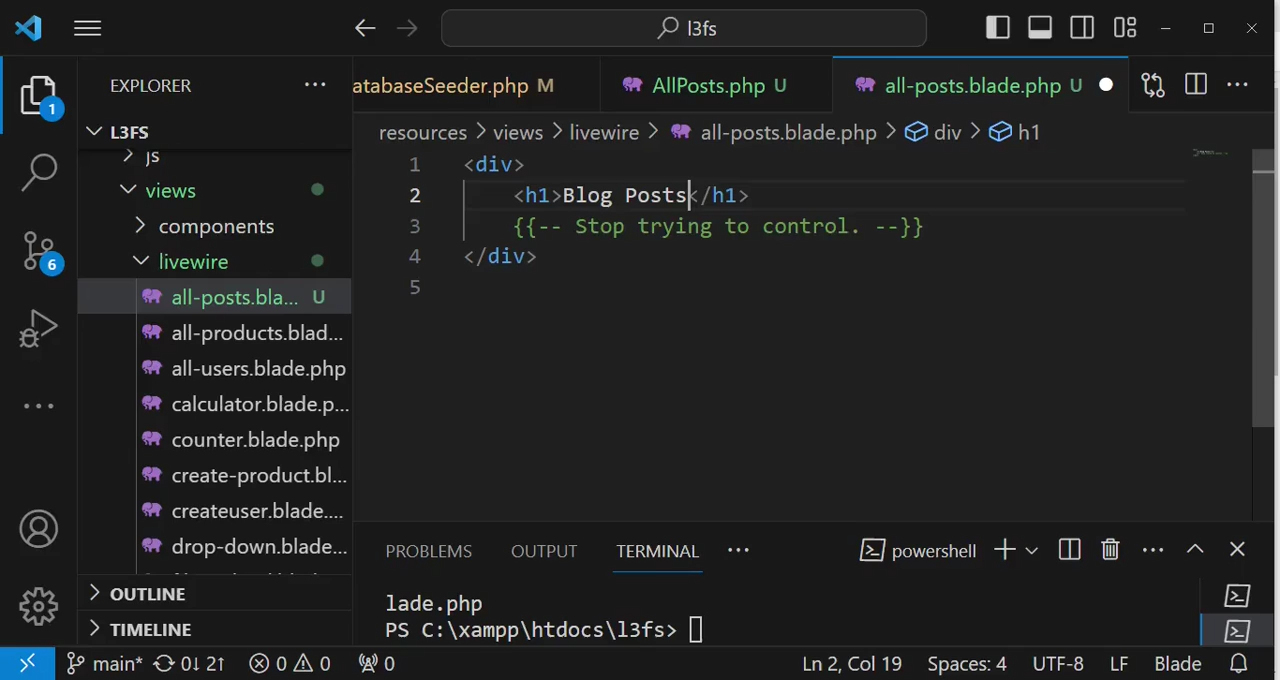 l3fs
EXPLORER
atabaseSeeder.php M
AllPosts.php U
all-posts.blade.php U
1
L3FS
resources > views > livewire > all-posts.blade.php > div > h1
js
views
components
livewire
all-posts.bla... U
all-products.blad...
all-users.blade.php
calculator.blade.p...
counter.blade.php
create-product.bl...
createuser.blade....
drop-down.blade...
6
1 <div>
2 <h1>Blog Posts</h1>
3 {{-- Stop trying to control. --}}
4 </div>
5
OUTLINE
TIMELINE
PROBLEMS OUTPUT TERMINAL ... powershell
lade.php
PS C:\xampp\htdocs\l3fs>
main* 0↓ 2↑ 0 0 0 Ln 2, Col 19 Spaces: 4 UTF-8 LF Blade